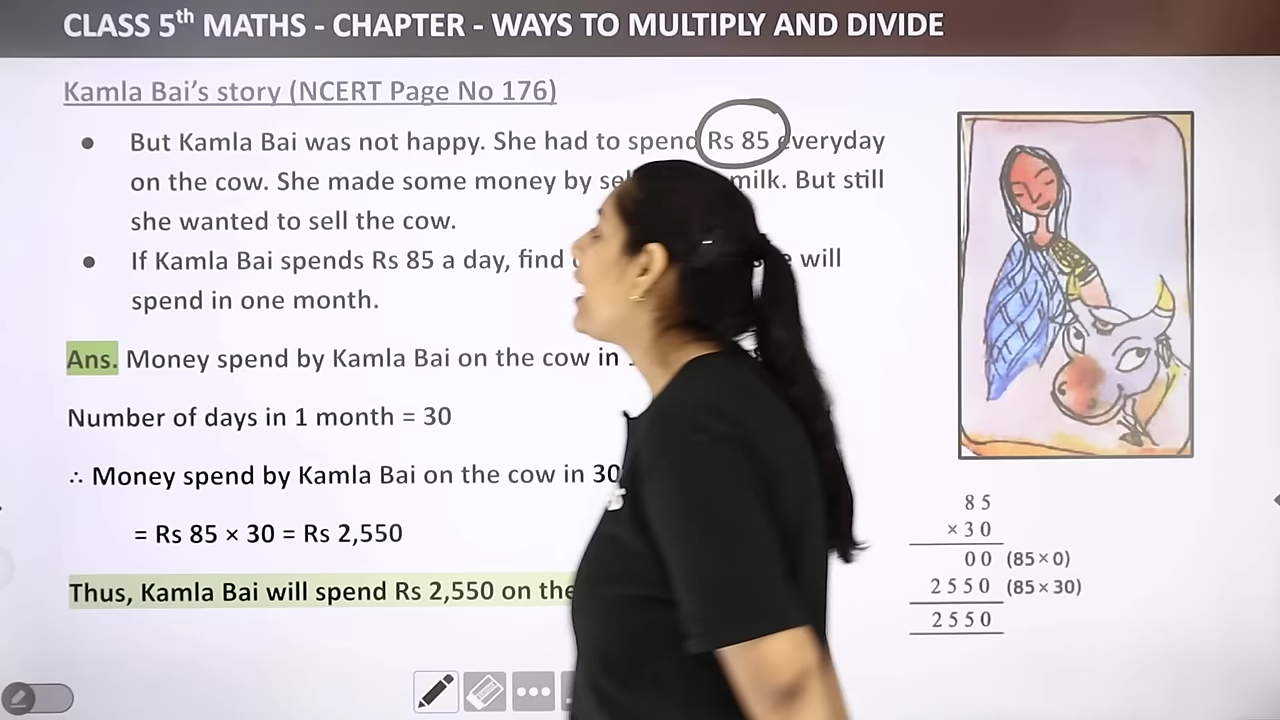 CLASS 5th MATHS - CHAPTER - WAYS TO MULTIPLY AND DIVIDE
Kamla Bai's story (NCERT Page No 176)
● But Kamla Bai was not happy. She had to spend Rs 85 everyday
on the cow. She made some money by milk. But still
she wanted to sell the cow.
● If Kamla Bai spends Rs 85 a day, find will
spend in one month.
Ans. Money spend by Kamla Bai on the cow in
Number of days in 1 month = 30
∴ Money spend by Kamla Bai on the cow in 30
= Rs 85 × 30 = Rs 2,550
Thus, Kamla Bai will spend Rs 2,550 on the
85
×30
00 (85×0)
2550 (85×30)
2550